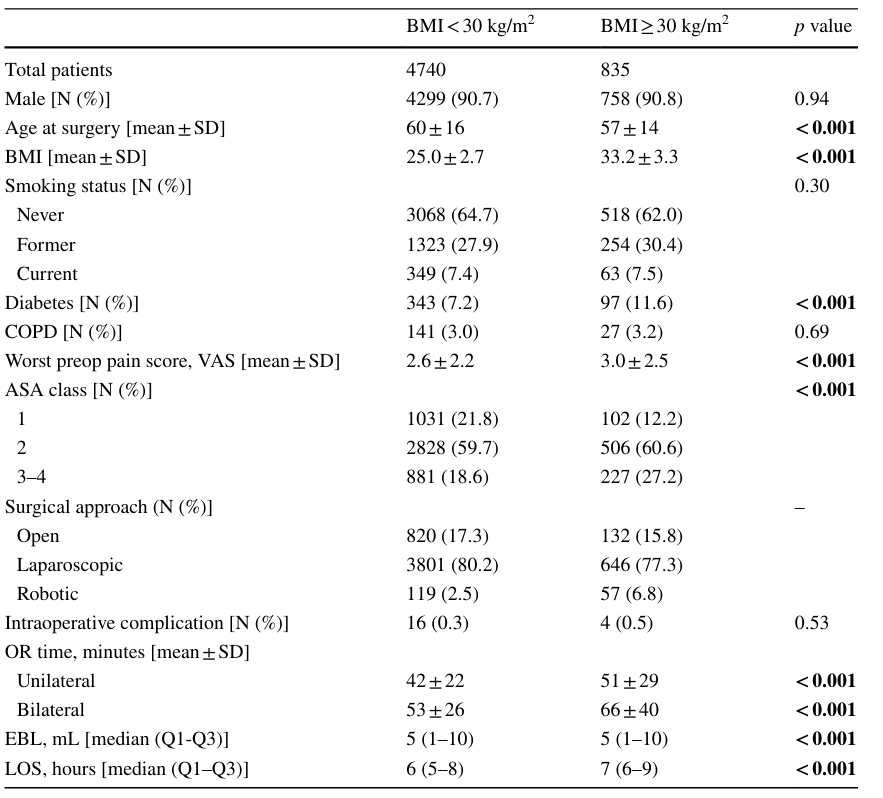 BMI < 30 kg/m² BMI ≥ 30 kg/m² p value
Total patients 4740 835
Male [N (%)] 4299 (90.7) 758 (90.8) 0.94
Age at surgery [mean ± SD] 60 ± 16 57 ± 14 < 0.001
BMI [mean ± SD] 25.0 ± 2.7 33.2 ± 3.3 < 0.001
Smoking status [N (%)] 0.30
Never 3068 (64.7) 518 (62.0)
Former 1323 (27.9) 254 (30.4)
Current 349 (7.4) 63 (7.5)
Diabetes [N (%)] 343 (7.2) 97 (11.6) < 0.001
COPD [N (%)] 141 (3.0) 27 (3.2) 0.69
Worst preop pain score, VAS [mean ± SD] 2.6 ± 2.2 3.0 ± 2.5 < 0.001
ASA class [N (%)] < 0.001
1 1031 (21.8) 102 (12.2)
2 2828 (59.7) 506 (60.6)
3–4 881 (18.6) 227 (27.2)
Surgical approach (N (%)] –
Open 820 (17.3) 132 (15.8)
Laparoscopic 3801 (80.2) 646 (77.3)
Robotic 119 (2.5) 57 (6.8)
Intraoperative complication [N (%)] 16 (0.3) 4 (0.5) 0.53
OR time, minutes [mean ± SD]
Unilateral 42 ± 22 51 ± 29 < 0.001
Bilateral 53 ± 26 66 ± 40 < 0.001
EBL, mL [median (Q1-Q3)] 5 (1–10) 5 (1–10) < 0.001
LOS, hours [median (Q1–Q3)] 6 (5–8) 7 (6–9) < 0.001